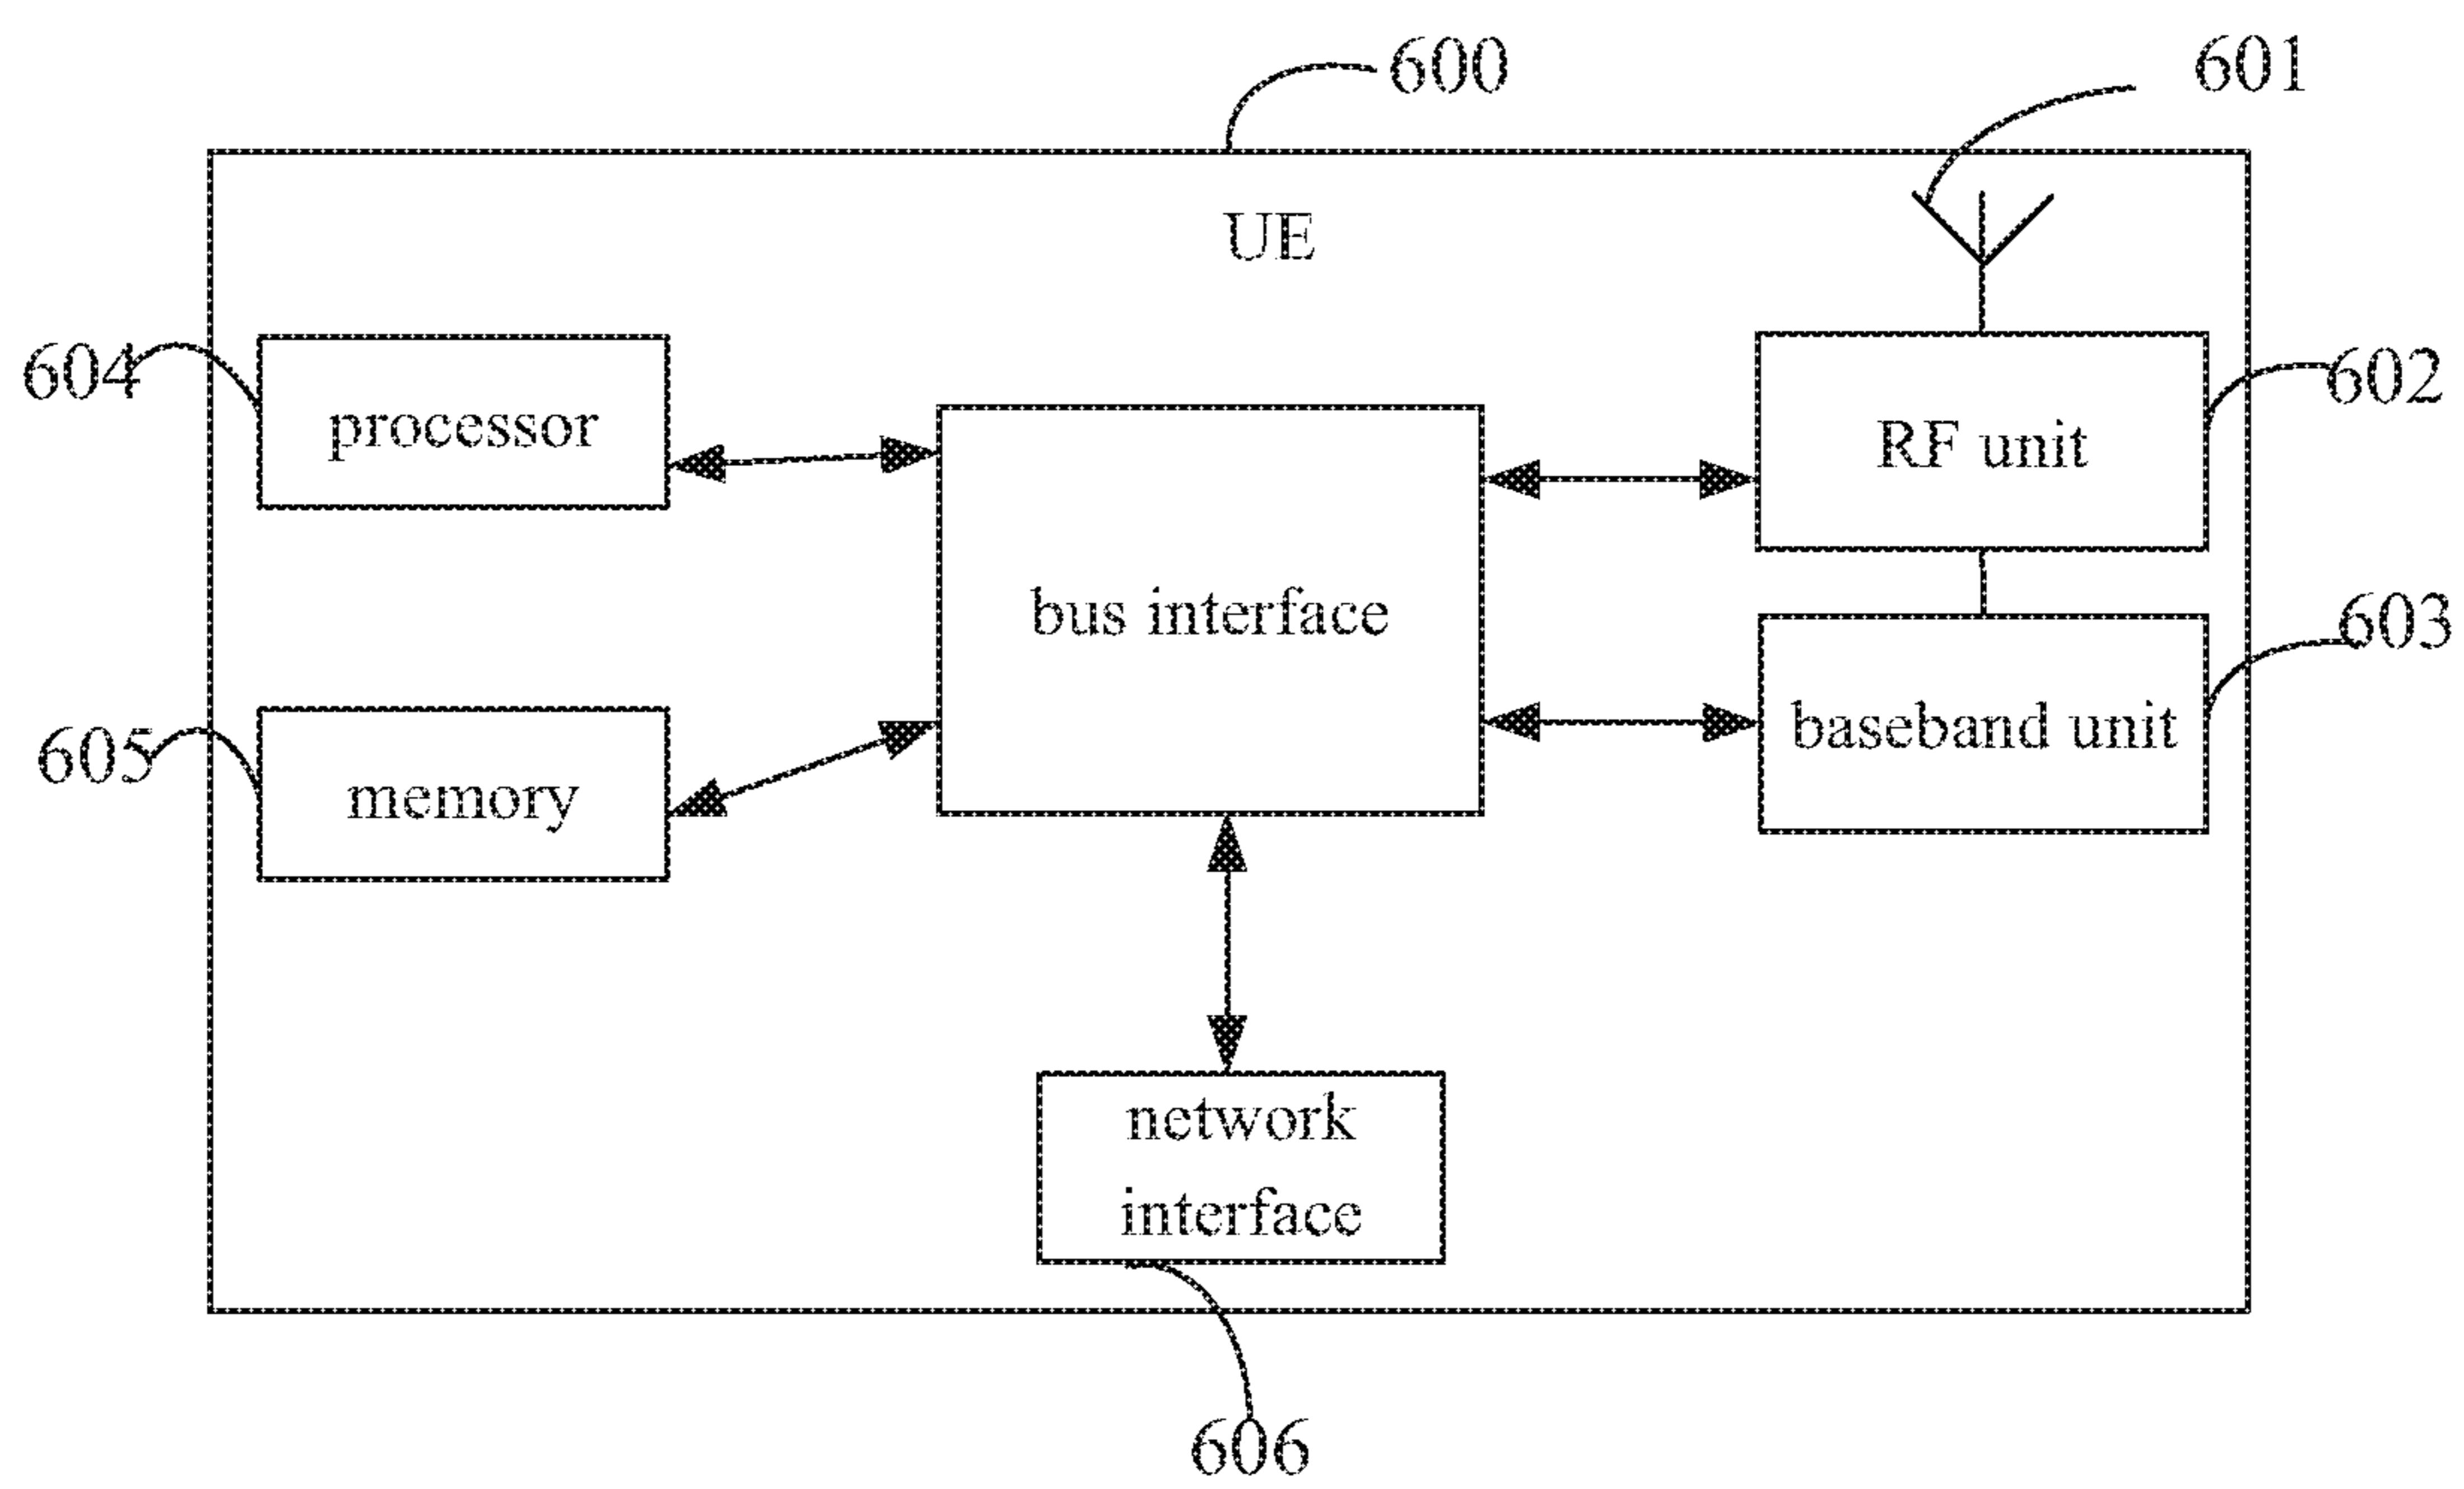 600
601
UE
604
processor
RF unit
602
bus interface
603
605
memory
baseband unit
network
interface
606